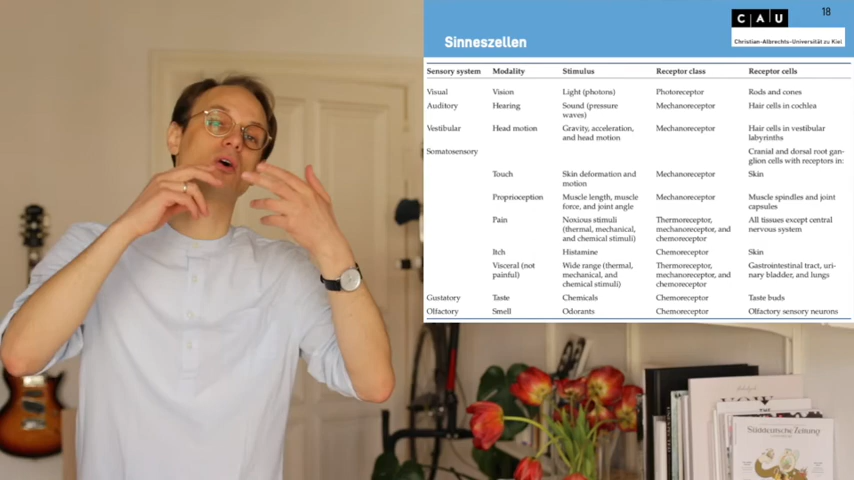 18
C A U
Christian-Albrechts-Universität zu Kiel
Sinneszellen
Sensory system Modality Stimulus Receptor class Receptor cells
Visual Vision Light (photons) Photoreceptor Rods and cones
Auditory Hearing Sound (pressure Mechanoreceptor Hair cells in cochlea
waves)
Vestibular Head motion Gravity, acceleration, Mechanoreceptor Hair cells in vestibular
and head motion labyrinths
Somatosensory Cranial and dorsal root gan-
glion cells with receptors in:
Touch Skin deformation and Mechanoreceptor Skin
motion
Proprioception Muscle length, muscle Mechanoreceptor Muscle spindles and joint
force, and joint angle capsules
Pain Noxious stimuli Thermoreceptor, All tissues except central
(thermal, mechanical, mechanoreceptor, and nervous system
and chemical stimuli) chemoreceptor
Itch Histamine Chemoreceptor Skin
Visceral (not Wide range (thermal, Thermoreceptor, Gastrointestinal tract, uri-
painful) mechanical, and mechanoreceptor, and nary bladder, and lungs
chemical stimuli) chemoreceptor
Gustatory Taste Chemicals Chemoreceptor Taste buds
Olfactory Smell Odorants Chemoreceptor Olfactory sensory neurons
THE
Süddeutsche Zeitung